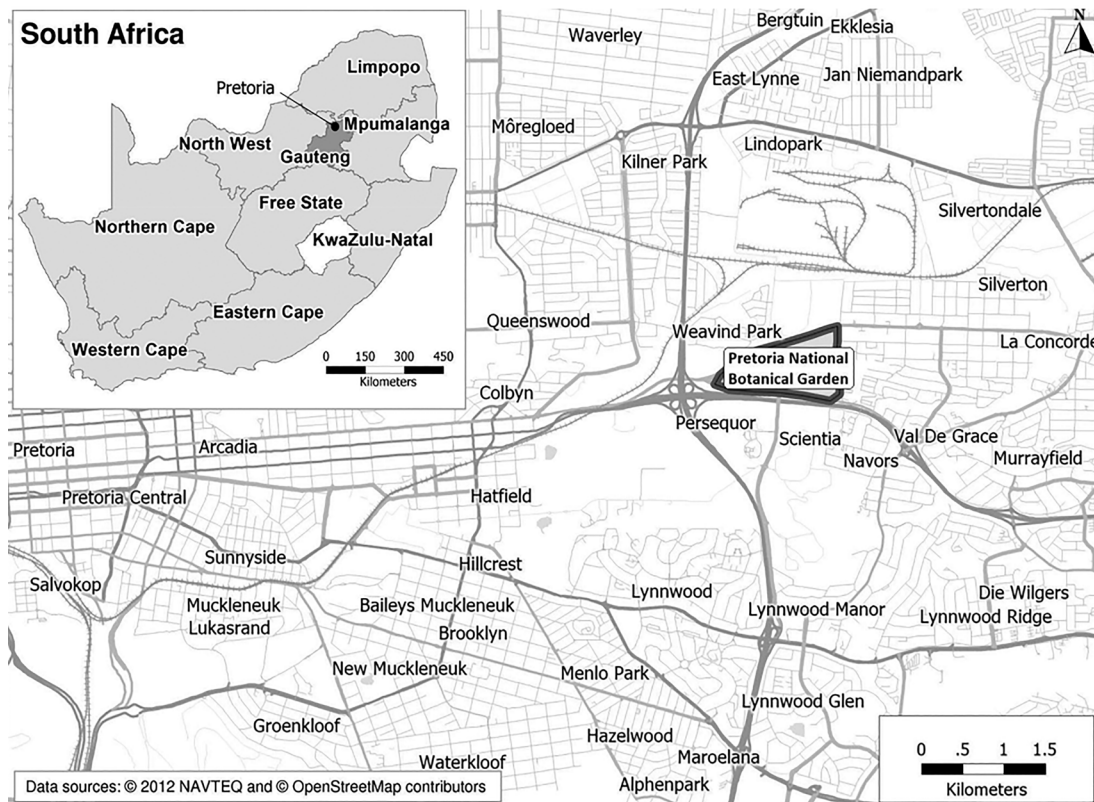 South Africa
Limpopo
Pretoria
Mpumalanga
North West
Gauteng
Free State
Northern Cape
KwaZulu-Natal
Eastern Cape
Western Cape
0 150 300 450
Kilometers
N
Bergtuin
Ekklesia
Waverley
East Lynne
Jan Niemandpark
Môregloed
Lindopark
Kilner Park
Silvertondale
Silverton
Queenswood
Weavind Park
La Concorde
Pretoria National
Botanical Garden
Colbyn
Persequor
Scientia
Val De Grace
Pretoria
Arcadia
Navors
Murrayfield
Pretoria Central
Hatfield
Sunnyside
Hillcrest
Salvokop
Lynnwood
Die Wilgers
Muckleneuk
Lukasrand
Baileys Muckleneuk
Lynnwood Manor
Lynnwood Ridge
Brooklyn
New Muckleneuk
Menlo Park
Lynnwood Glen
Groenkloof
Hazelwood
Waterkloof
Maroelana
Alphenpark
0 .5 1 1.5
Kilometers
Data sources: © 2012 NAVTEQ and © OpenStreetMap contributors